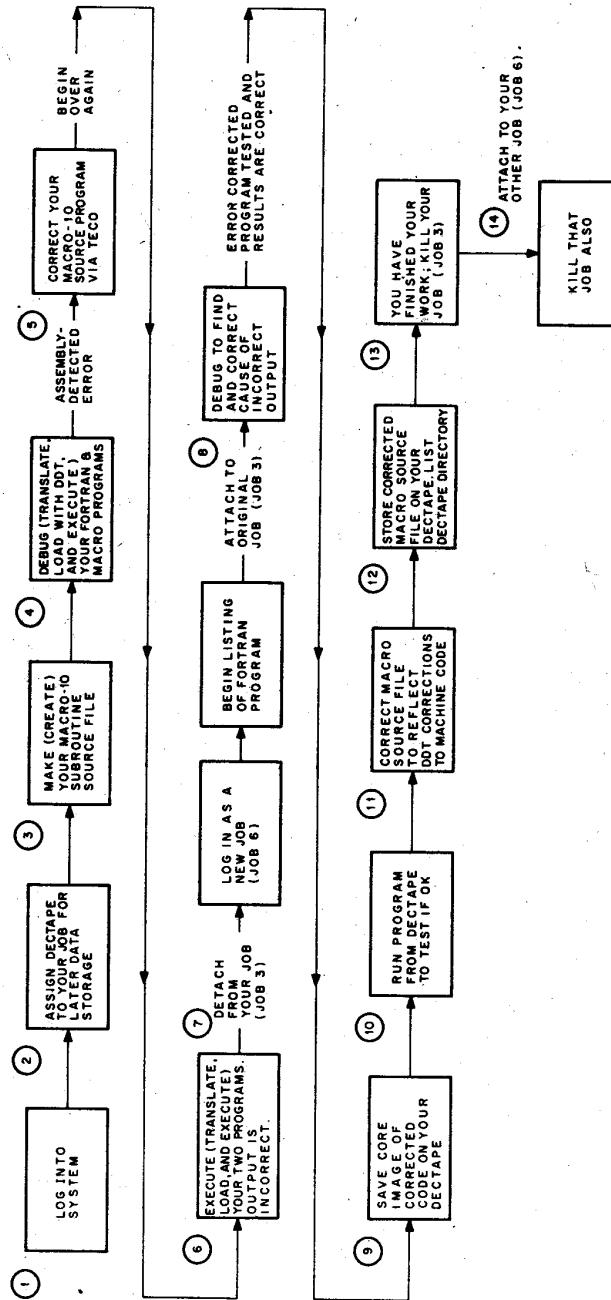 1
LOG INTO
SYSTEM
2
ASSIGN DECTAPE
TO YOUR JOB FOR
LATER DATA
STORAGE
3
MAKE (CREATE)
YOUR MACRO-10
SUBROUTINE
SOURCE FILE
4
DEBUG (TRANSLATE,
LOAD WITH DDT,
AND EXECUTE)
YOUR FORTRAN &
MACRO PROGRAMS
ASSEMBLY-
DETECTED
ERROR
5
CORRECT YOUR
MACRO-10
SOURCE PROGRAM
VIA TECO
BEGIN
OVER
AGAIN
6
EXECUTE (TRANSLATE,
LOAD, AND EXECUTE)
YOUR TWO PROGRAMS.
OUTPUT IS
INCORRECT.
7
DETACH
FROM
YOUR JOB
(JOB 3)
LOG IN AS A
NEW JOB
(JOB 6)
BEGIN LISTING
OF FORTRAN
PROGRAM
ATTACH TO
ORIGINAL
JOB (JOB 3)
8
DEBUG TO FIND
AND CORRECT
CAUSE OF
INCORRECT
OUTPUT
ERROR CORRECTED
PROGRAM TESTED AND
RESULTS ARE CORRECT
9
SAVE CORE
IMAGE OF
CORRECTED
CODE ON YOUR
DECTAPE
10
RUN PROGRAM
FROM DECTAPE
TO TEST IF OK
11
CORRECT MACRO
SOURCE FILE
TO REFLECT
DDT CORRECTIONS
TO MACHINE CODE
12
STORE CORRECTED
MACRO SOURCE
FILE ON YOUR
DECTAPE. LIST
DECTAPE DIRECTORY
13
YOU HAVE
FINISHED YOUR
WORK; KILL YOUR
JOB (JOB 3)
14
ATTACH TO YOUR
OTHER JOB (JOB 6).
KILL THAT
JOB ALSO